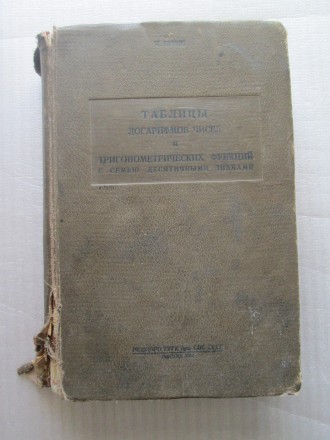 ТАБЛИЦЫ
ЛОГАРИФМОВ ЧИСЕЛ
И
ТРИГОНОМЕТРИЧЕСКИХ ФУНКЦИЙ
С СЕМЬЮ ДЕСЯТИЧНЫМИ ЗНАКАМИ